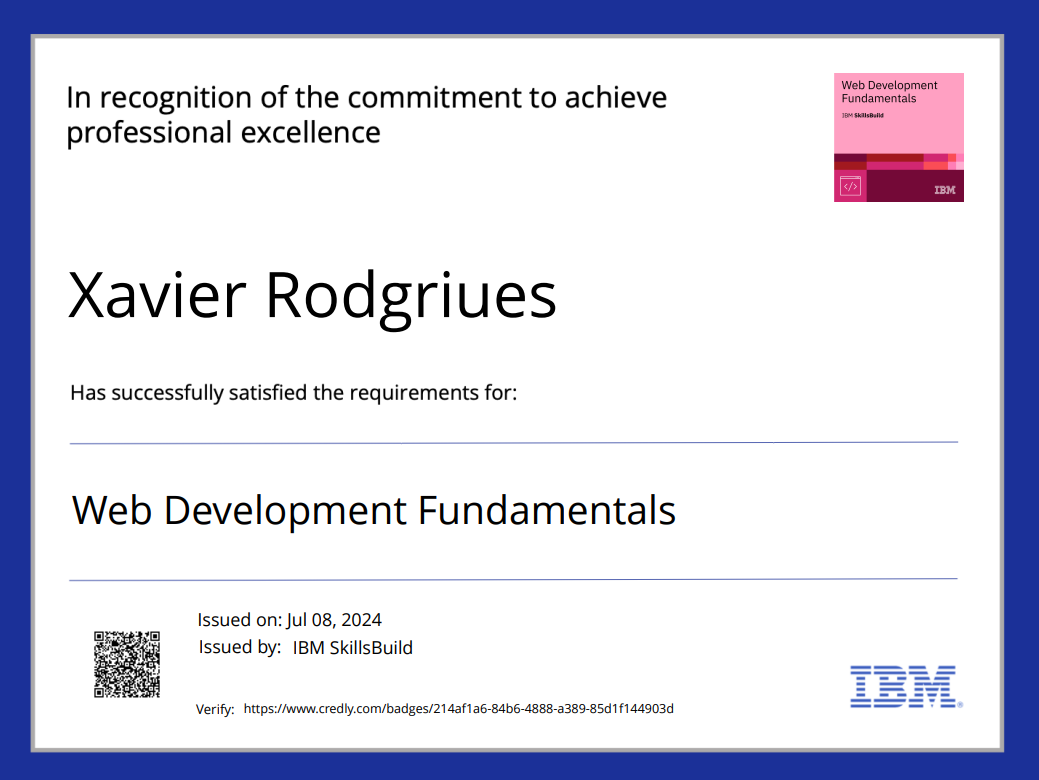 In recognition of the commitment to achieve
professional excellence
Web Development
Fundamentals
IBM SkillsBuild
</>
IBM
Xavier Rodgriues
Has successfully satisfied the requirements for:
Web Development Fundamentals
Issued on: Jul 08, 2024
Issued by: IBM SkillsBuild
Verify: https://www.credly.com/badges/214af1a6-84b6-4888-a389-85d1f144903d
IBM®